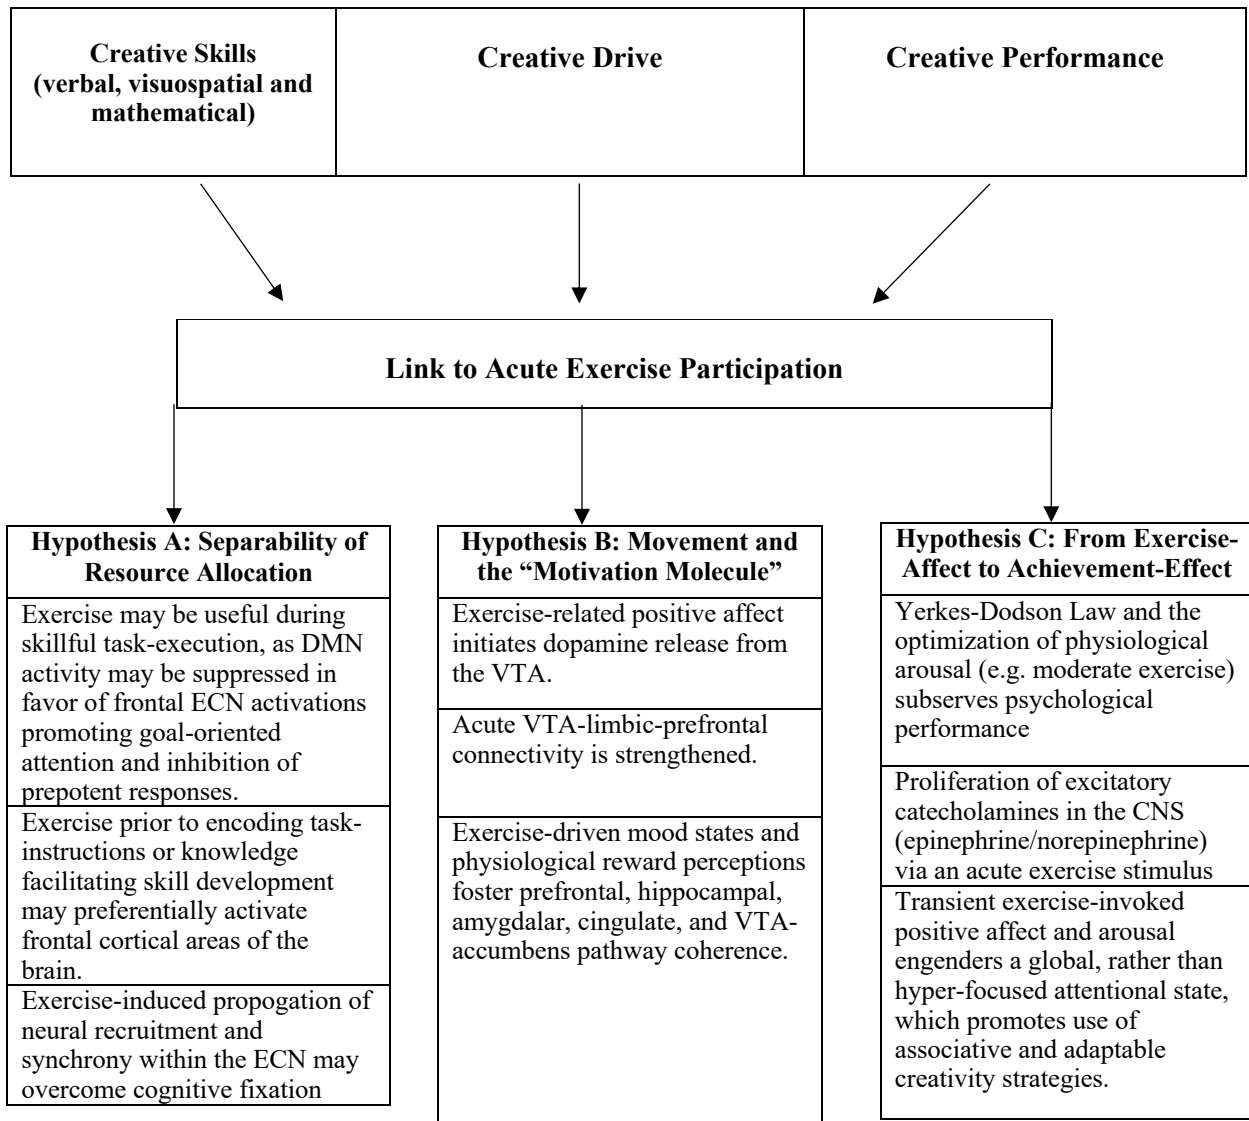 Creative Skills
(verbal, visuospatial and
mathematical)
Creative Drive
Creative Performance
Link to Acute Exercise Participation
Hypothesis A: Separability of
Resource Allocation
Exercise may be useful during
skillful task-execution, as DMN
activity may be suppressed in
favor of frontal ECN activations
promoting goal-oriented
attention and inhibition of
prepotent responses.
Exercise prior to encoding task-
instructions or knowledge
facilitating skill development
may preferentially activate
frontal cortical areas of the
brain.
Exercise-induced propogation of
neural recruitment and
synchrony within the ECN may
overcome cognitive fixation
Hypothesis B: Movement and
the “Motivation Molecule”
Exercise-related positive affect
initiates dopamine release from
the VTA.
Acute VTA-limbic-prefrontal
connectivity is strengthened.
Exercise-driven mood states and
physiological reward perceptions
foster prefrontal, hippocampal,
amygdalar, cingulate, and VTA-
accumbens pathway coherence.
Hypothesis C: From Exercise-
Affect to Achievement-Effect
Yerkes-Dodson Law and the
optimization of physiological
arousal (e.g. moderate exercise)
subserves psychological
performance
Proliferation of excitatory
catecholamines in the CNS
(epinephrine/norepinephrine)
via an acute exercise stimulus
Transient exercise-invoked
positive affect and arousal
engenders a global, rather than
hyper-focused attentional state,
which promotes use of
associative and adaptable
creativity strategies.